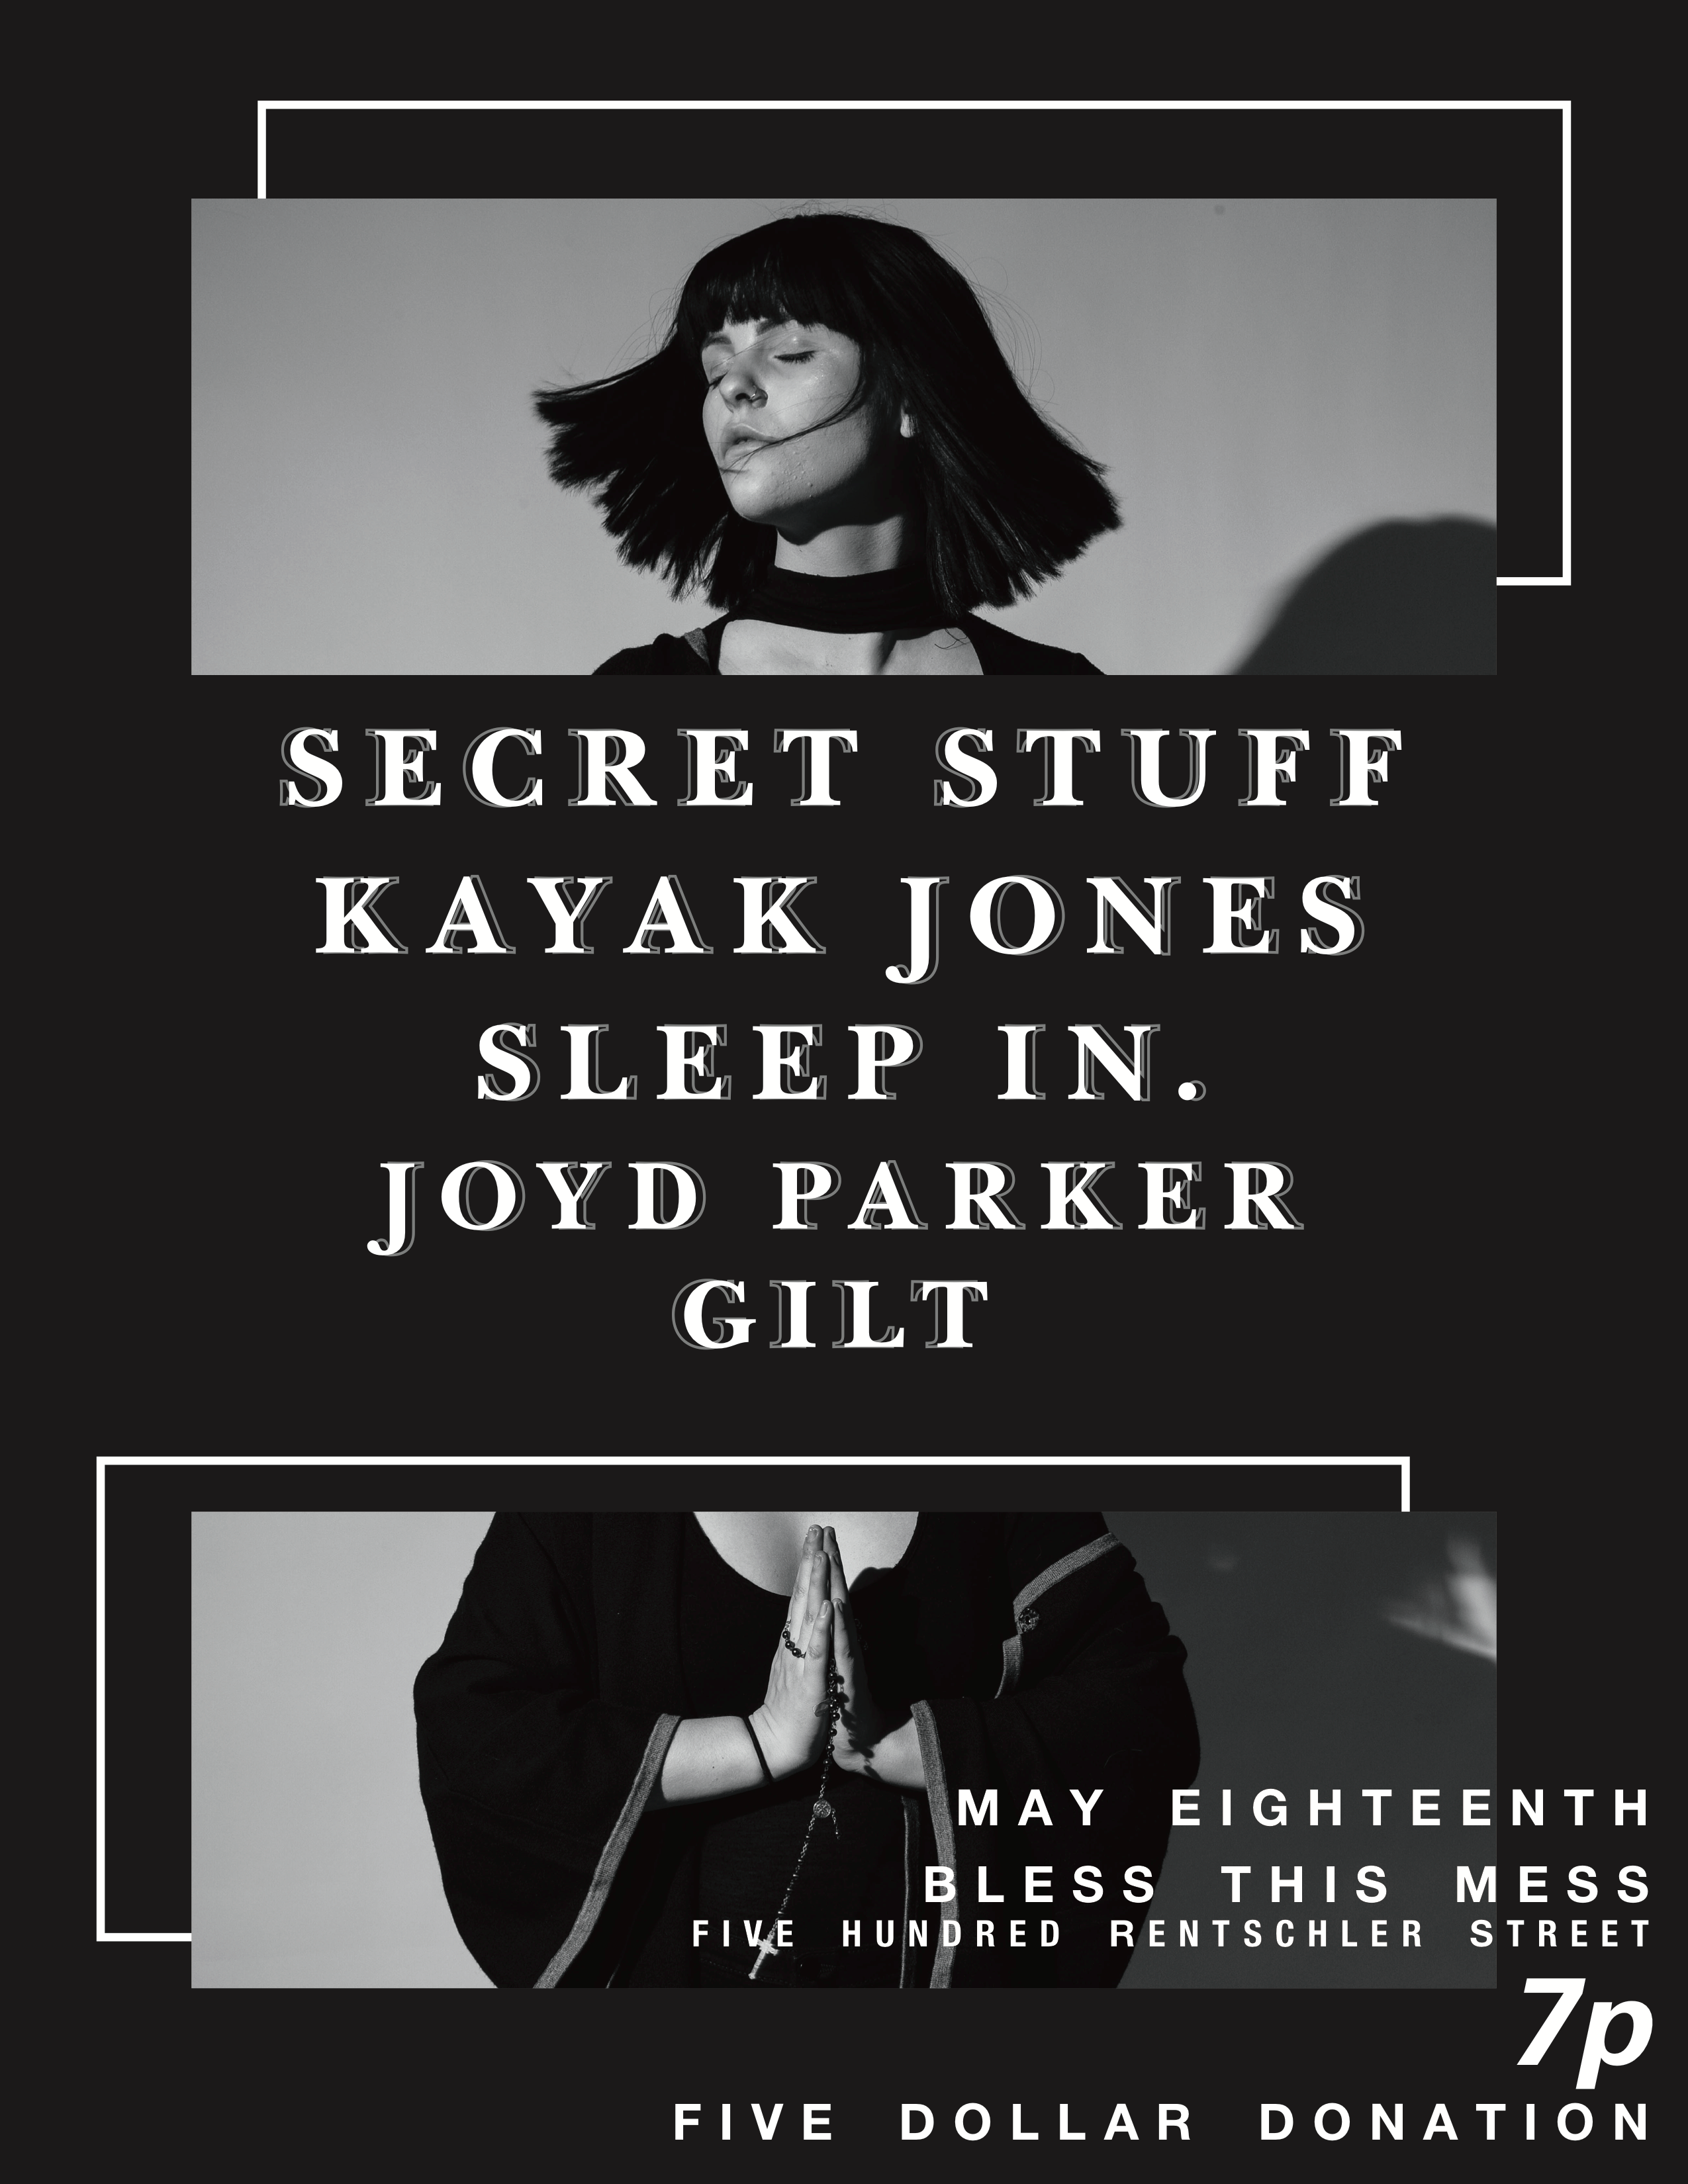 SECRET STUFF
KAYAK JONES
SLEEP IN.
JOYD PARKER
GILT
MAY EIGHTEENTH
BLESS THIS MESS
FIVE HUNDRED RENTSCHLER STREET
7p
FIVE DOLLAR DONATION